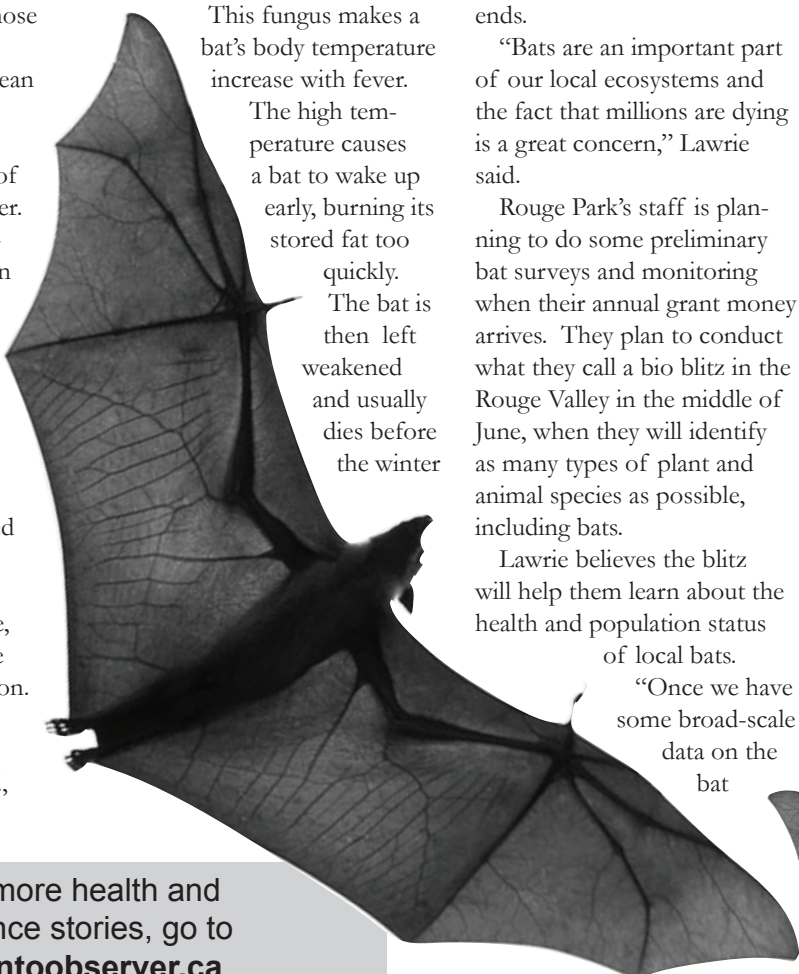 hose
ean
of
er.
n
ed
e,
e
on.
,
This fungus makes a
bat’s body temperature
increase with fever.
The high tem-
perature causes
a bat to wake up
early, burning its
stored fat too
quickly.
The bat is
then left
weakened
and usually
dies before
the winter
ends.
“Bats are an important part
of our local ecosystems and
the fact that millions are dying
is a great concern,” Lawrie
said.
Rouge Park’s staff is plan-
ning to do some preliminary
bat surveys and monitoring
when their annual grant money
arrives. They plan to conduct
what they call a bio blitz in the
Rouge Valley in the middle of
June, when they will identify
as many types of plant and
animal species as possible,
including bats.
Lawrie believes the blitz
will help them learn about the
health and population status
of local bats.
“Once we have
some broad-scale
data on the
bat
more health and
nce stories, go to
ntoobserver.ca